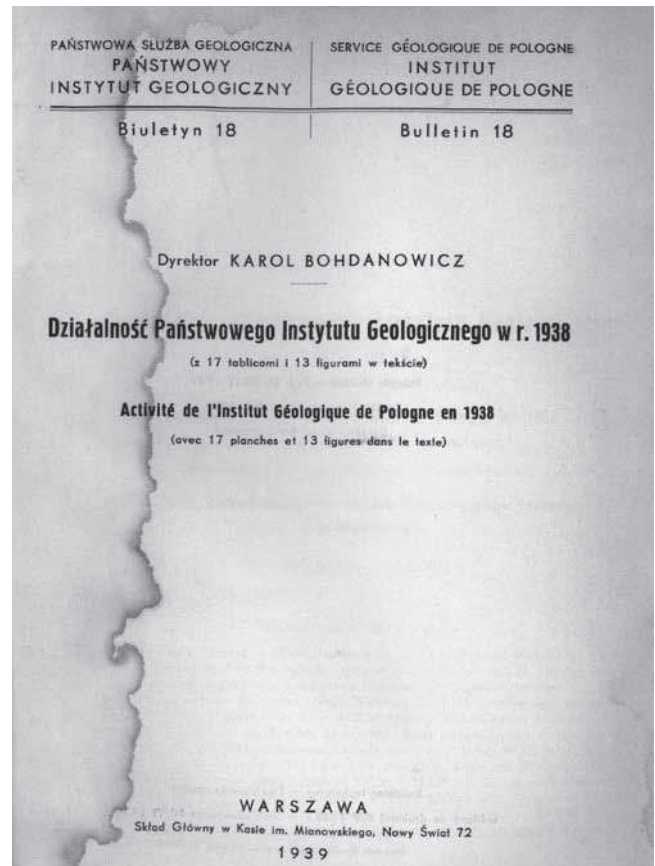 PAŃSTWOWA SŁUŻBA GEOLOGICZNA
PAŃSTWOWY
INSTYTUT GEOLOGICZNY
SERVICE GÉOLOGIQUE DE POLOGNE
INSTITUT
GÉOLOGIQUE DE POLOGNE
Biuletyn 18
Bulletin 18
Dyrektor KAROL BOHDANOWICZ
Działalność Państwowego Instytutu Geologicznego w r. 1938
(z 17 tablicami i 13 figurami w tekście)
Activité de l'Institut Géologique de Pologne en 1938
(avec 17 planches et 13 figures dans le texte)
WARSZAWA
Skład Główny w Kasie im. Mianowskiego, Nowy Świat 72
1939